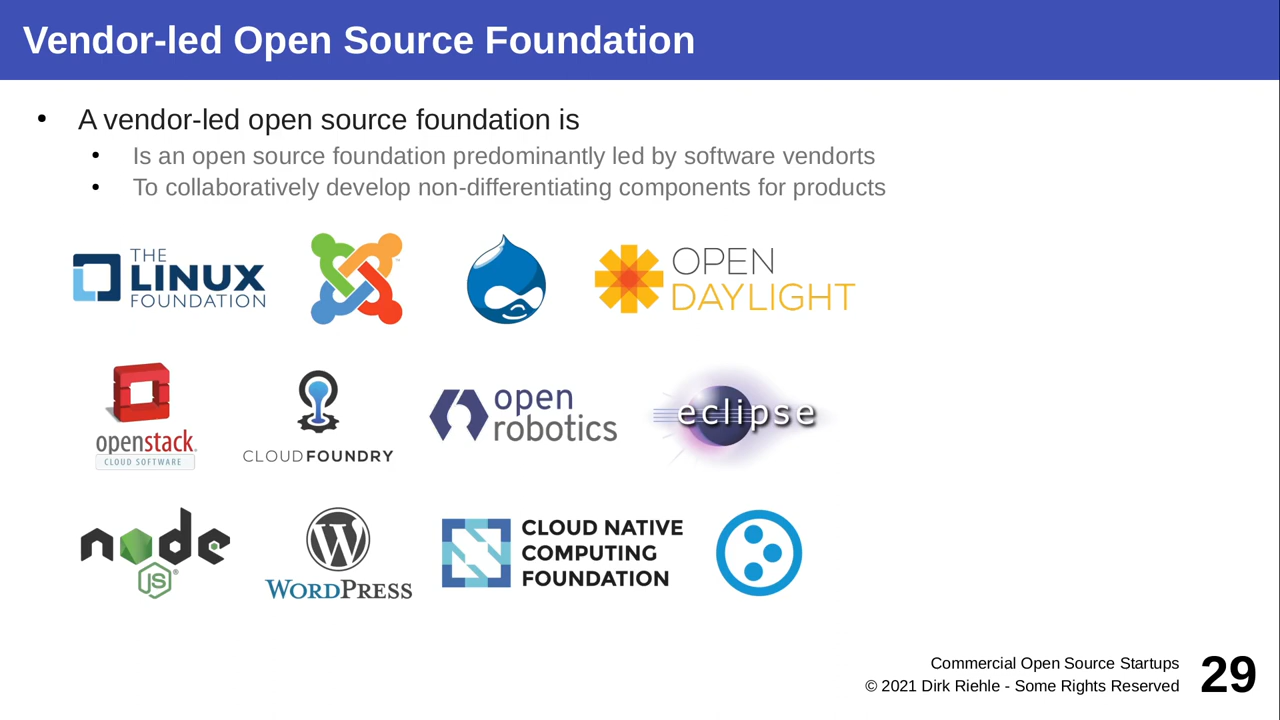 Vendor-led Open Source Foundation
• A vendor-led open source foundation is
• Is an open source foundation predominantly led by software vendorts
• To collaboratively develop non-differentiating components for products
THE
LINUX
FOUNDATION
OPEN
DAYLIGHT
openstack
CLOUD SOFTWARE
CLOUDFOUNDRY
open
robotics
eclipse
node
JS®
WORDPRESS
CLOUD NATIVE
COMPUTING
FOUNDATION
Commercial Open Source Startups
© 2021 Dirk Riehle - Some Rights Reserved
29